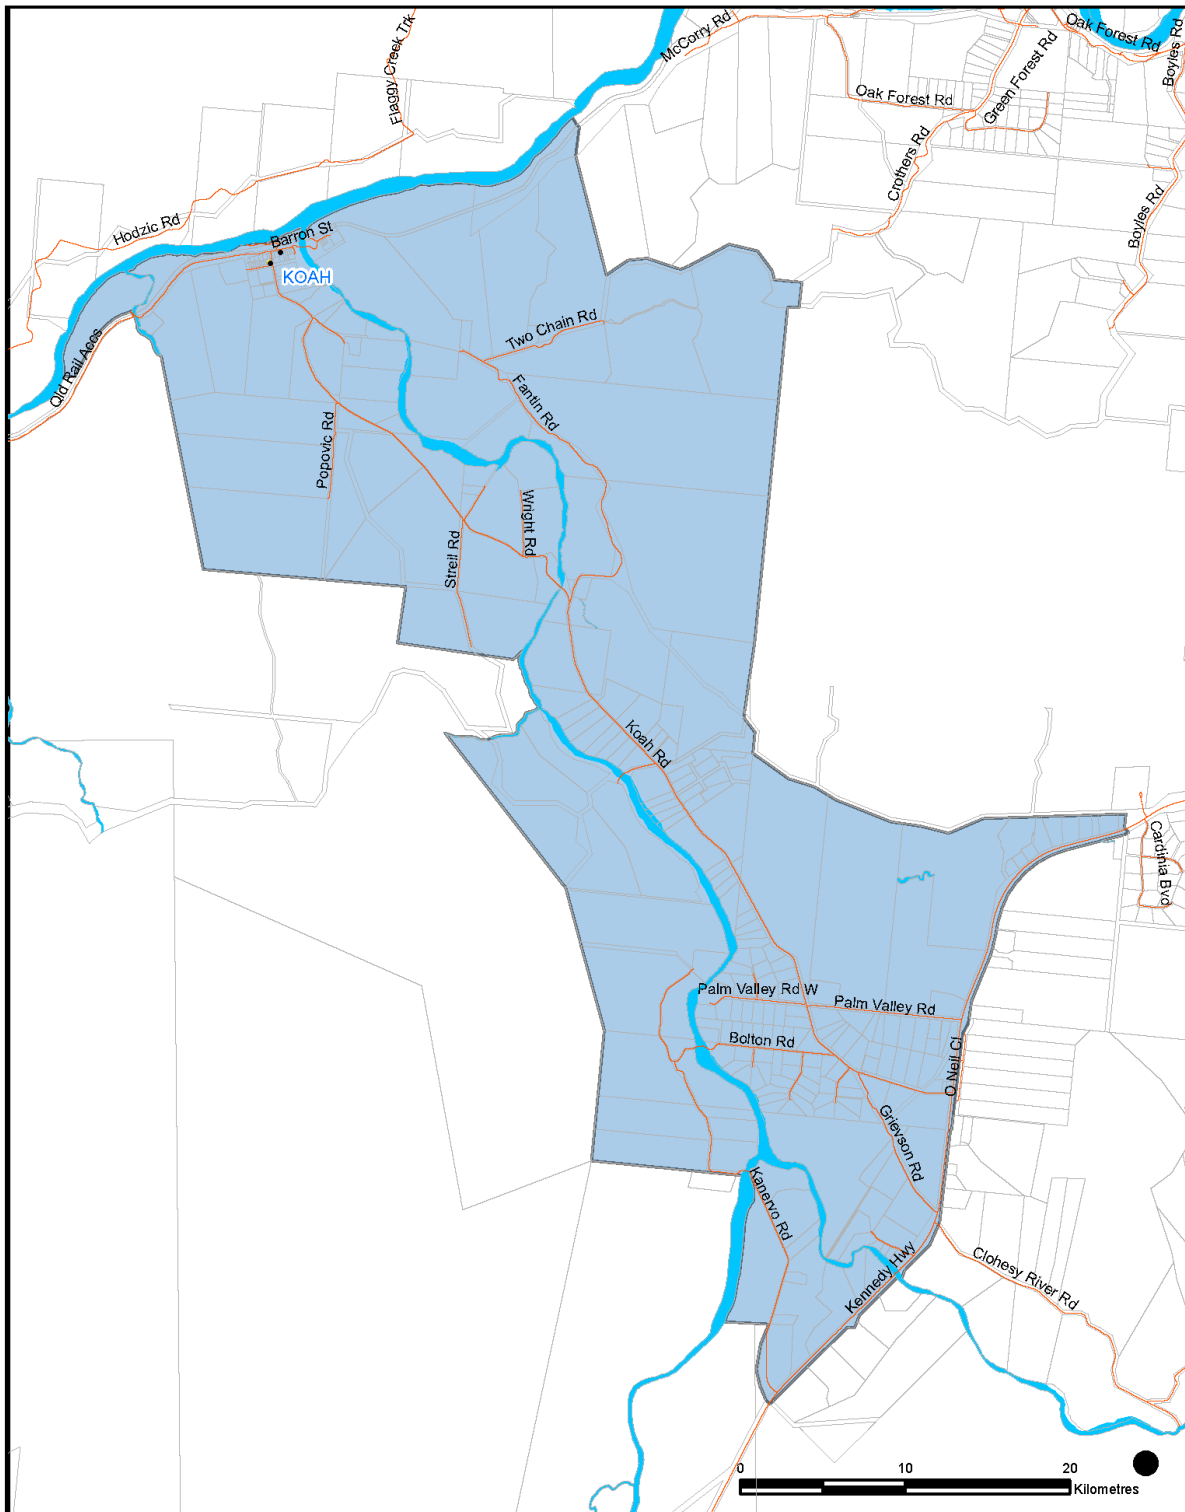 Flaggy Creek Trk
McCorry Rd
Oak Forest Rd
Boyles Rd
Green Forest Rd
Oak Forest Rd
Crothers Rd
Boyles Rd
Hodzic Rd
Barron St
KOAH
Qld Rail Accs
Two Chain Rd
Fantin Rd
Popovic Rd
Wright Rd
Streil Rd
Koah Rd
Cardinia Bvd
Palm Valley Rd W
Palm Valley Rd
Bolton Rd
O Neil Cl
Grievson Rd
Kanervo Rd
Kennedy Hwy
Clohesy River Rd
0 10 20
Kilometres